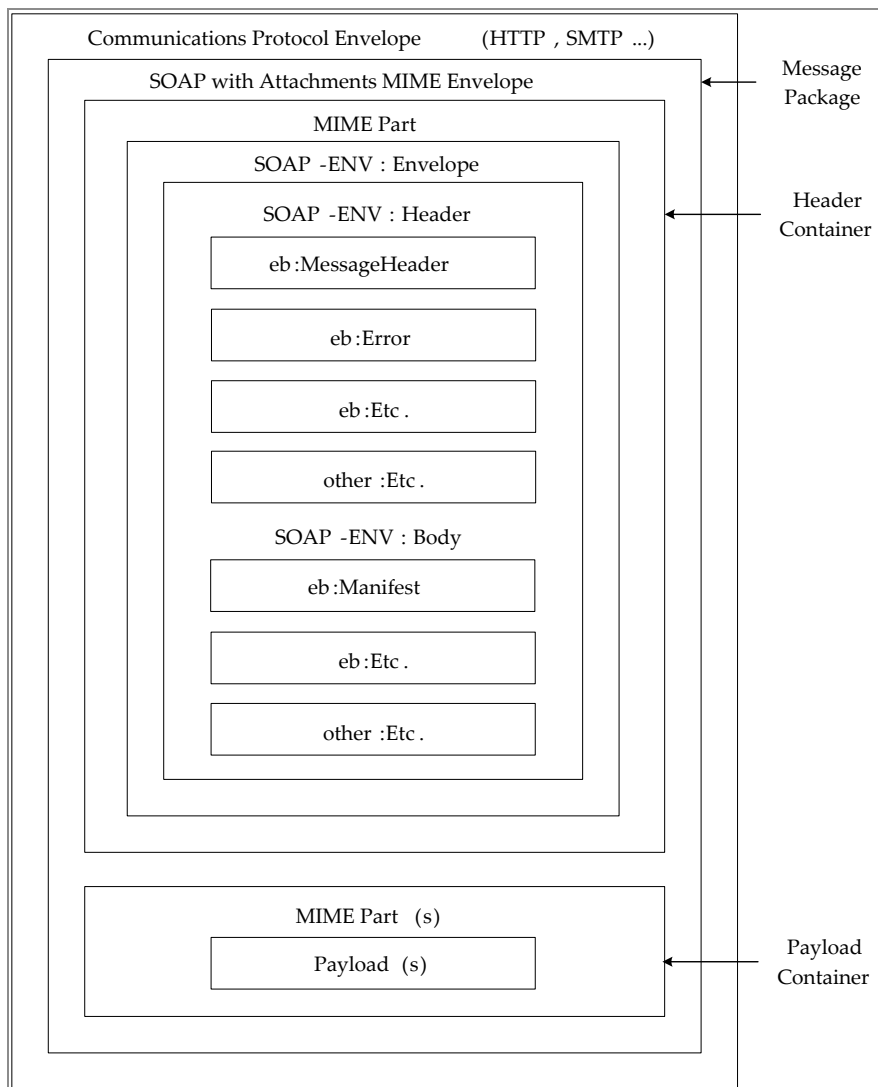 Communications Protocol Envelope (HTTP , SMTP ...)
SOAP with Attachments MIME Envelope
Message
Package
MIME Part
SOAP -ENV : Envelope
Header
Container
SOAP -ENV : Header
eb:MessageHeader
eb:Error
eb:Etc .
other :Etc .
SOAP -ENV : Body
eb:Manifest
eb:Etc .
other :Etc .
MIME Part (s)
Payload (s)
Payload
Container